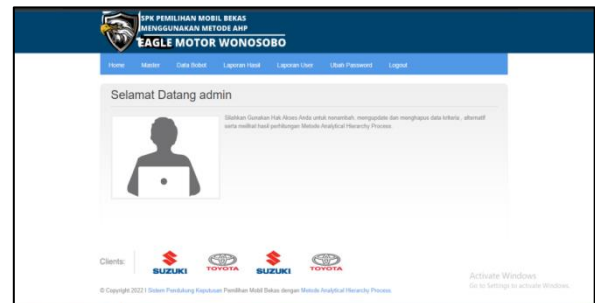 SPK PEMILIHAN MOBIL BEKAS
MENGGUNAKAN METODE AHP
EAGLE MOTOR WONOSOBO
Home Master Data Bobot Laporan Hasil Laporan User Ubah Password Logout
Selamat Datang admin
Silahkan Gunakan Hak Akses Anda untuk menambah, mengupdate dan menghapus data kriteria , alternatif
serta melihat hasil perhitungan Metode Analytical Hierarchy Process.
Clients:
SUZUKI TOYOTA SUZUKI TOYOTA
Activate Windows
Go to Settings to activate Windows.
© Copyright 2022 | Sistem Pendukung Keputusan Pemilihan Mobil Bekas dengan Metode Analytical Hierarchy Process